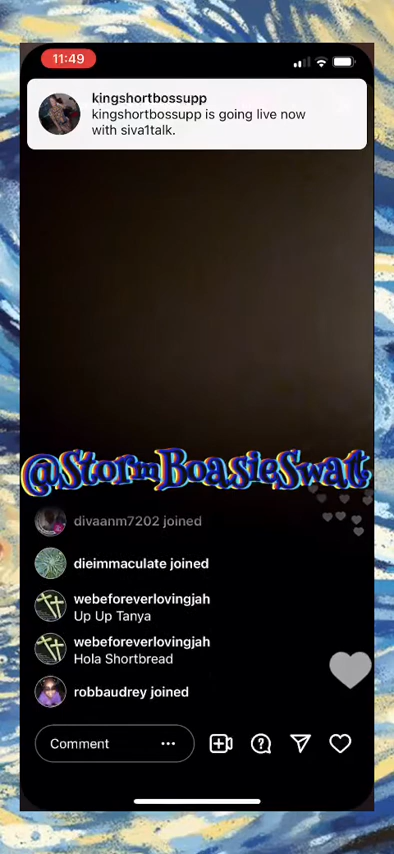 11:49
kingshortbossupp
kingshortbossupp is going live now
with siva1talk.
@StormBoasieSwat
divaanm7202 joined
dieimmaculate joined
webeforeverlovingjah
Up Up Tanya
webeforeverlovingjah
Hola Shortbread
robbaudrey joined
Comment